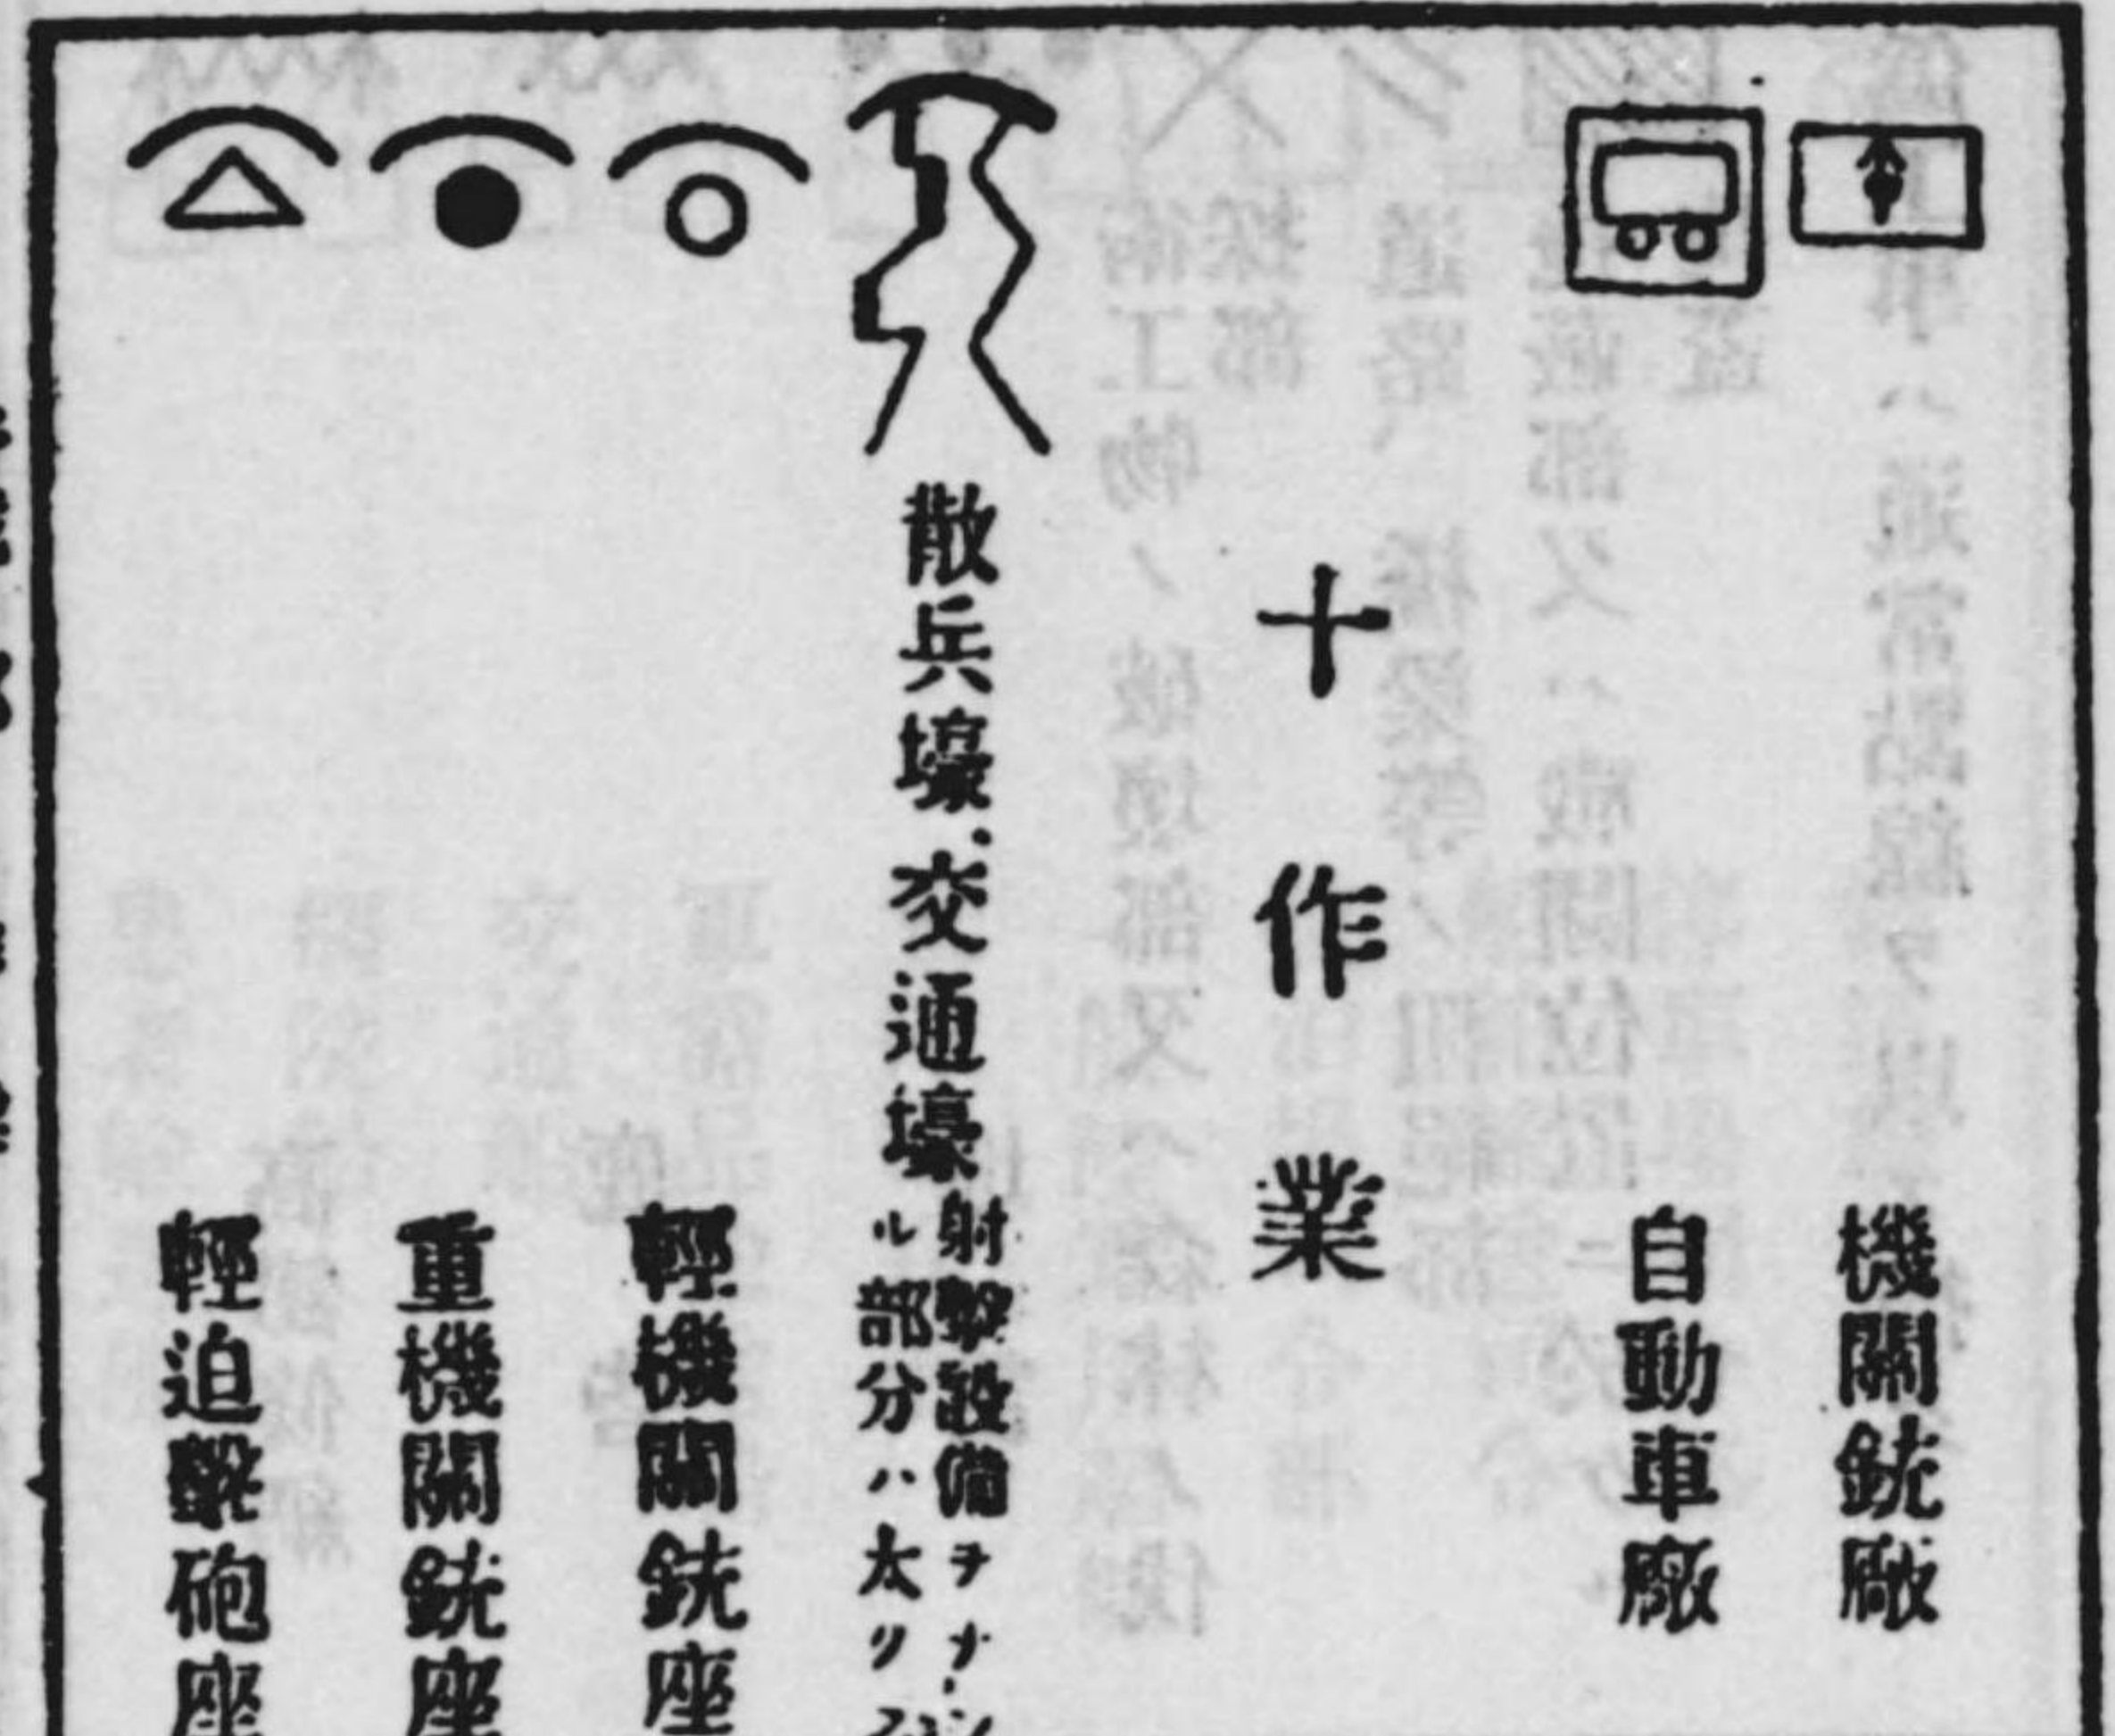 機關銃廠
自動車廠
十作業
散兵壕、交通壕
射擊設備ヲナシ
ル部分ハ太リ
輕機關銃座
重機關銃座
輕迫擊砲座